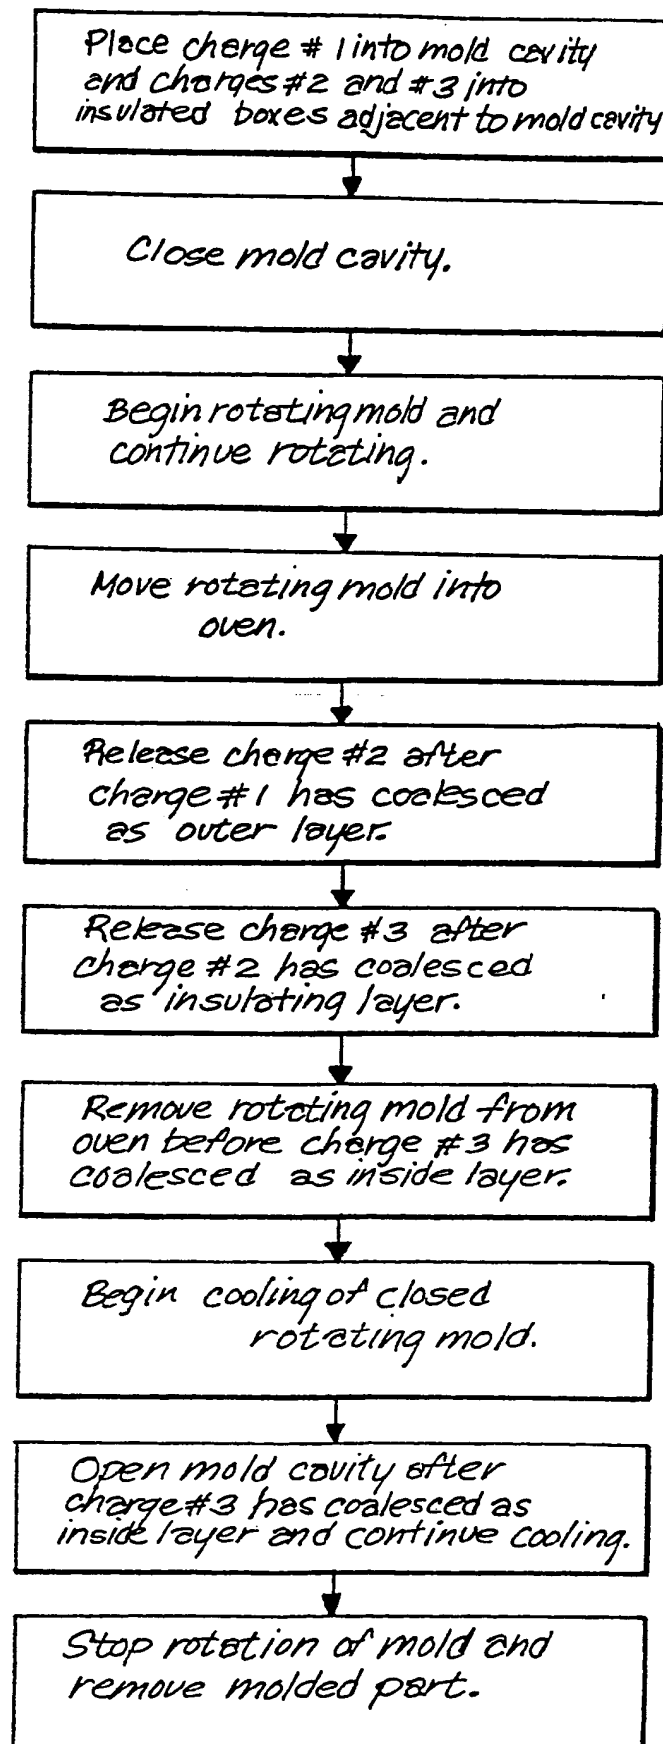 Place charge # 1 into mold cavity
and charges #2 and #3 into
insulated boxes adjacent to mold cavity
Close mold cavity.
Begin rotating mold and
continue rotating.
Move rotating mold into
oven.
Release charge #2 after
charge #1 has coalesced
as outer layer.
Release charge #3 after
charge #2 has coalesced
as insulating layer.
Remove rotating mold from
oven before charge #3 has
coalesced as inside layer.
Begin cooling of closed
rotating mold.
Open mold cavity after
charge #3 has coalesced as
inside layer and continue cooling.
Stop rotation of mold and
remove molded part.